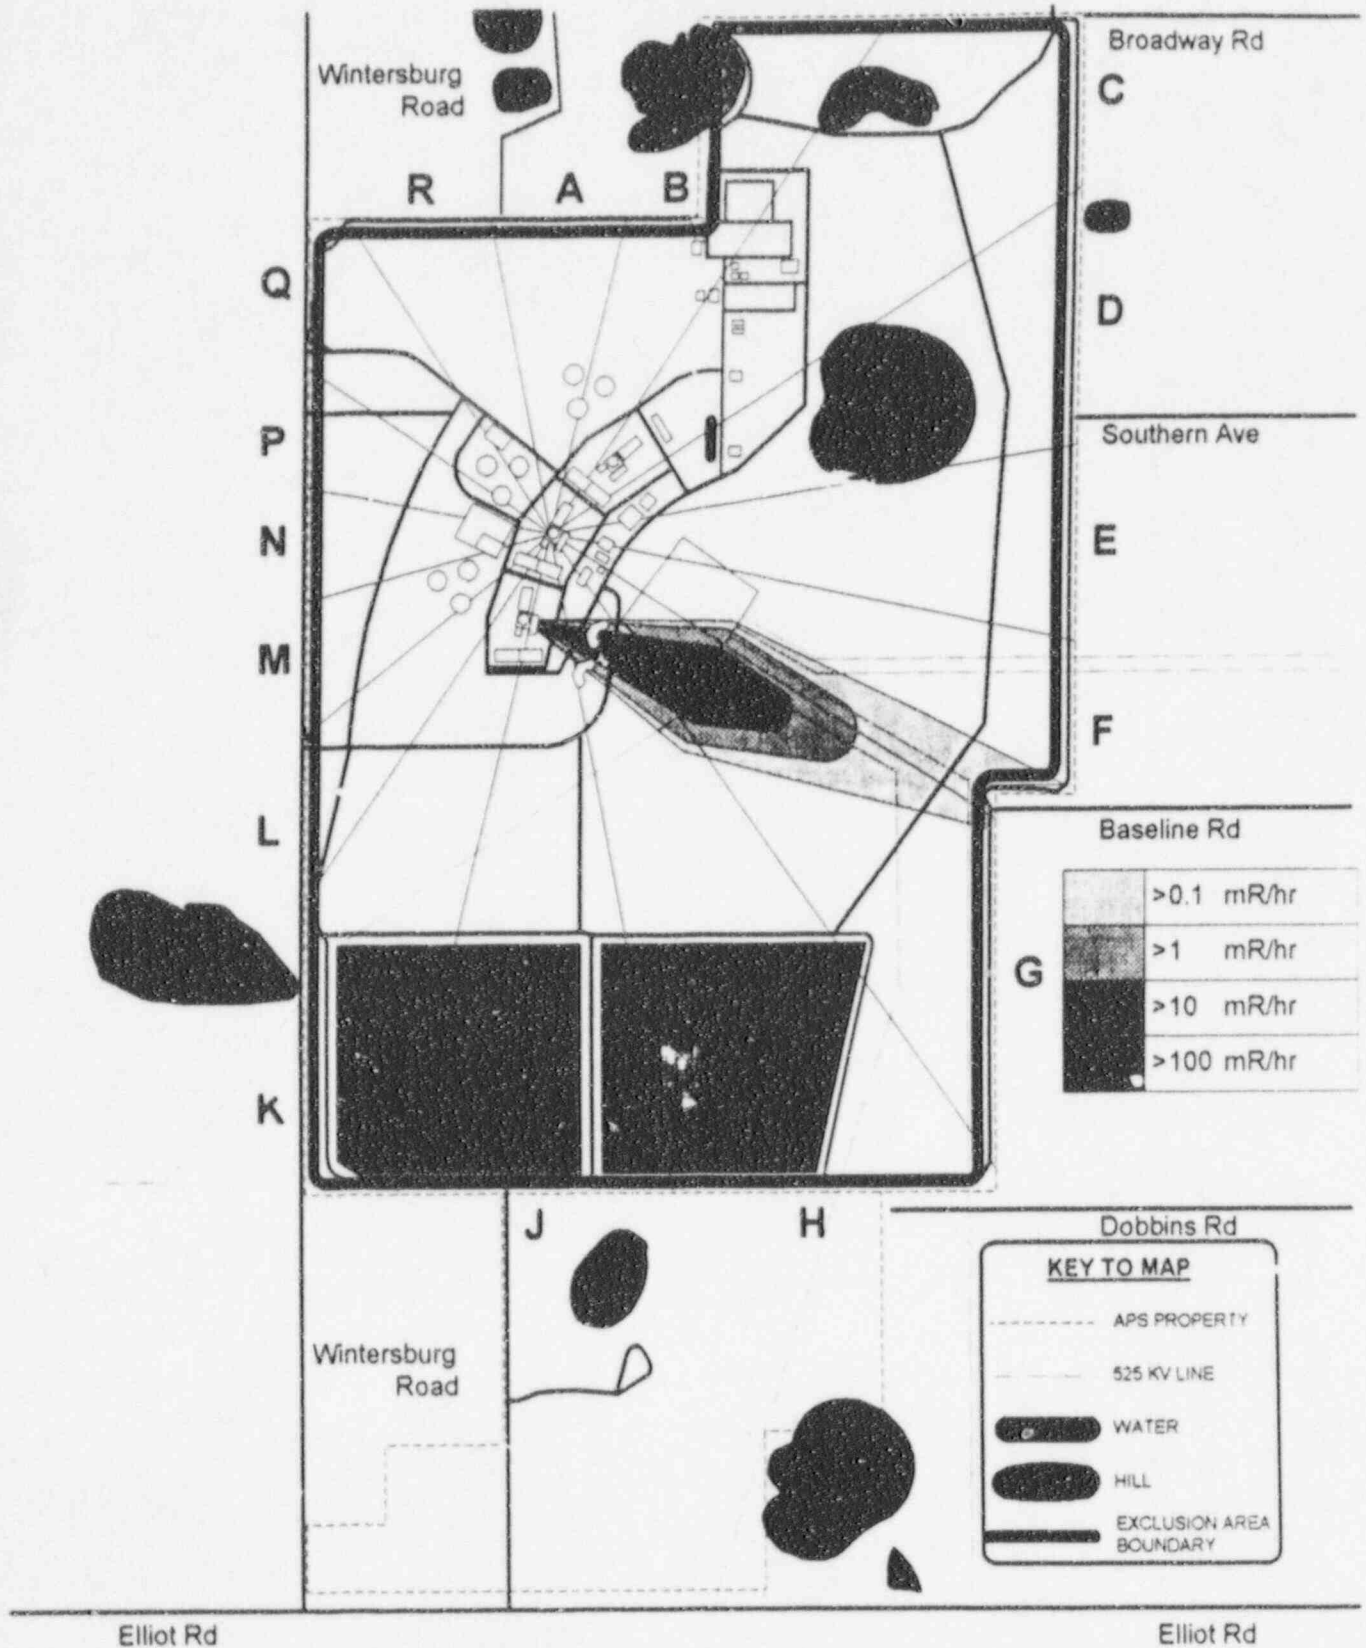 Broadway Rd
Wintersburg
Road
C
R
A
B
Q
D
P
Southern Ave
N
E
M
F
L
Baseline Rd
>0.1 mR/hr
>1 mR/hr
G
>10 mR/hr
>100 mR/hr
K
J
H
Dobbins Rd
KEY TO MAP
APS PROPERTY
525 KV LINE
WATER
HILL
EXCLUSION AREA
BOUNDARY
Wintersburg
Road
Elliot Rd
Elliot Rd